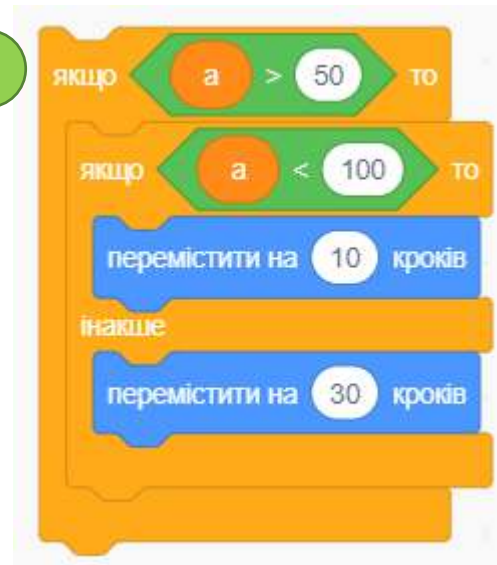 якщо a > 50 то
якщо a < 100 то
перемістити на 10 кроків
інакше
перемістити на 30 кроків